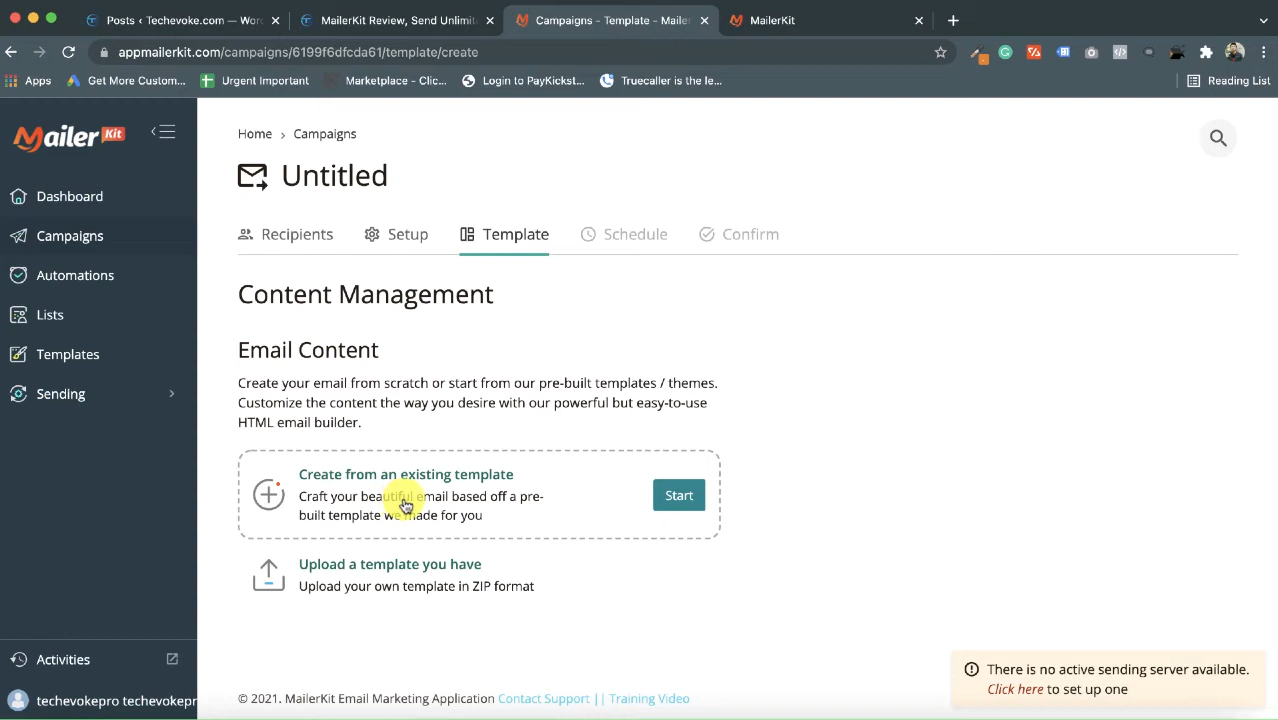 Posts ‹ Techevoke.com — Wor
MailerKit Review, Send Unlimit
Campaigns - Template - Mailer
MailerKit
appmailerkit.com/campaigns/6199f6dfcda61/template/create
Apps
Get More Custom...
Urgent Important
Marketplace - Clic...
Login to PayKickst...
Truecaller is the le...
Reading List
Mailer Kit
Dashboard
Campaigns
Automations
Lists
Templates
Sending
Activities
techevokepro techevokepr
Home › Campaigns
Untitled
Recipients
Setup
Template
Schedule
Confirm
Content Management
Email Content
Create your email from scratch or start from our pre-built templates / themes.
Customize the content the way you desire with our powerful but easy-to-use
HTML email builder.
Create from an existing template
Craft your beautiful email based off a pre-
built template we made for you
Start
Upload a template you have
Upload your own template in ZIP format
There is no active sending server available.
Click here to set up one
© 2021. MailerKit Email Marketing Application Contact Support || Training Video